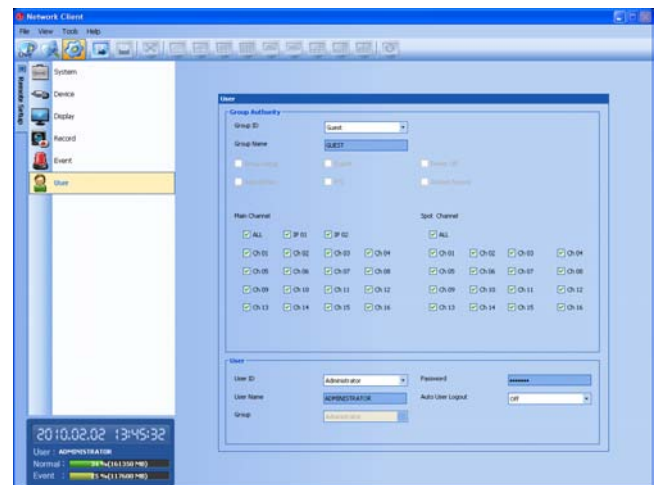 Network Client
File View Tools Help
Remote Setup
System
Device
Display
Record
Event
User
User
Group Authority
Group ID
Guest
Group Name
GUEST
Main Channel
Spot Channel
ALL IP 01 IP 02 ALL
Ch 01 Ch 02 Ch 03 Ch 04 Ch 01 Ch 02 Ch 03 Ch 04
Ch 05 Ch 06 Ch 07 Ch 08 Ch 05 Ch 06 Ch 07 Ch 08
Ch 09 Ch 10 Ch 11 Ch 12 Ch 09 Ch 10 Ch 11 Ch 12
Ch 13 Ch 14 Ch 15 Ch 16 Ch 13 Ch 14 Ch 15 Ch 16
User
User ID Administrator Password *******
User Name ADMINISTRATOR Auto User Logout Off
Group Administrator
2010.02.02 13:45:32
User : ADMINISTRATOR
Normal : (161350 MB)
Event : (117600 MB)